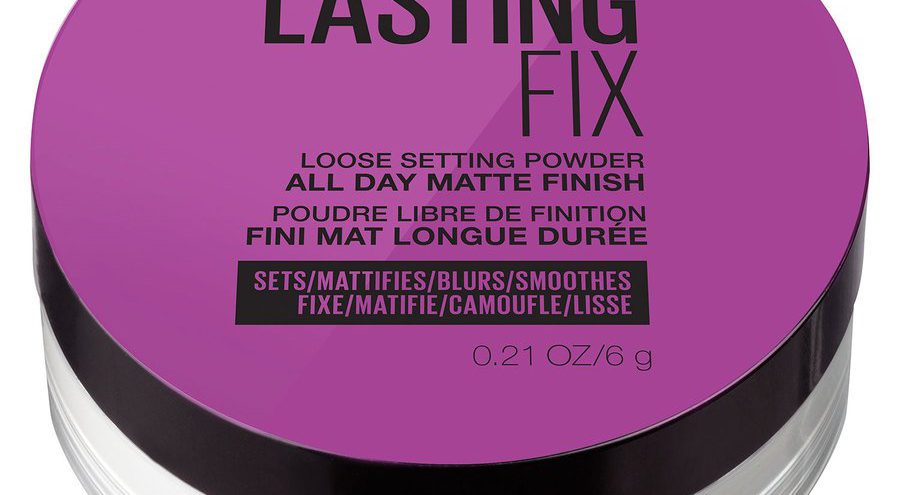 LASTING
FIX
LOOSE SETTING POWDER
ALL DAY MATTE FINISH
POUDRE LIBRE DE FINITION
FINI MAT LONGUE DURÉE
SETS/MATTIFIES/BLURS/SMOOTHES
FIXE/MATIFIE/CAMOUFLE/LISSE
0.21 OZ/6 g